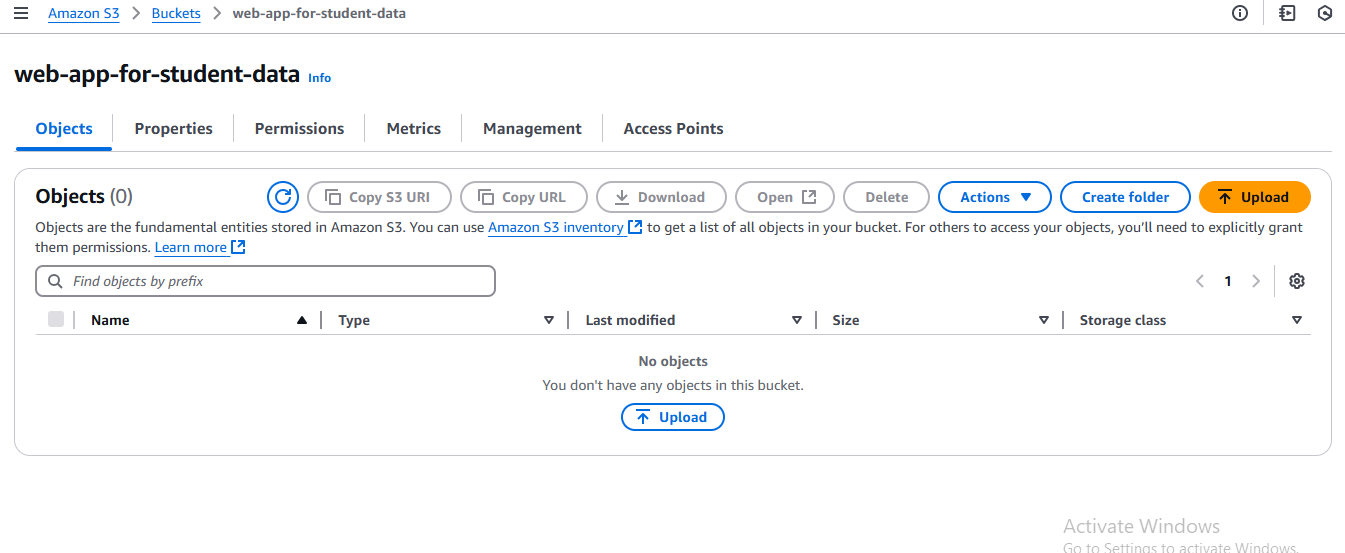 Amazon S3 > Buckets > web-app-for-student-data
web-app-for-student-data Info
Objects Properties Permissions Metrics Management Access Points
Objects (0) Copy S3 URI Copy URL Download Open Delete Actions Create folder Upload
Objects are the fundamental entities stored in Amazon S3. You can use Amazon S3 inventory to get a list of all objects in your bucket. For others to access your objects, you'll need to explicitly grant
them permissions. Learn more
Find objects by prefix 1
Name Type Last modified Size Storage class
No objects
You don't have any objects in this bucket.
Upload
Activate Windows
Go to Settings to activate Windows.